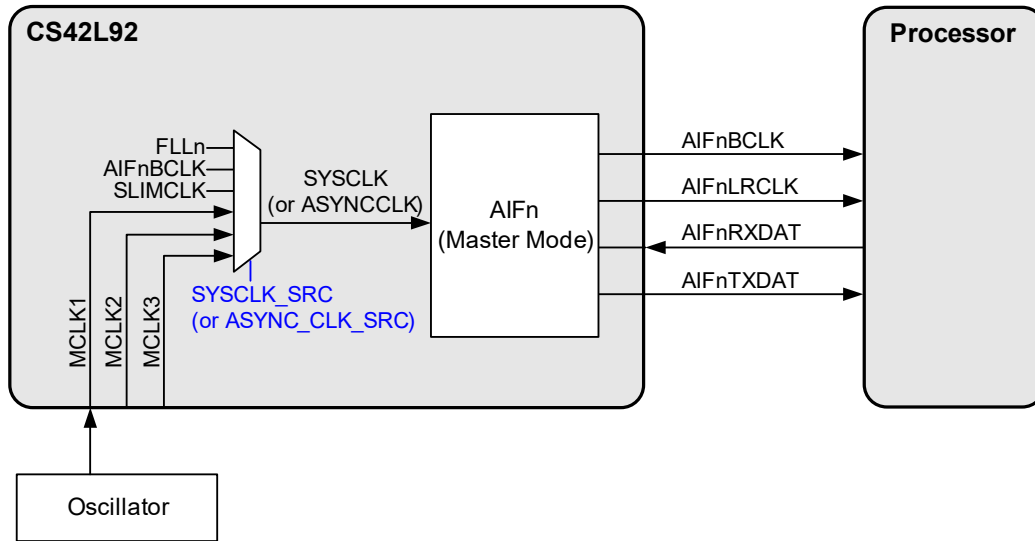 CS42L92
Processor
FLLn
AIFnBCLK
SLIMCLK
SYSCLK
(or ASYNCCLK)
AIFn
(Master Mode)
AIFnBCLK
AIFnLRCLK
AIFnRXDAT
AIFnTXDAT
SYSCLK_SRC
(or ASYNC_CLK_SRC)
MCLK1
MCLK2
MCLK3
Oscillator